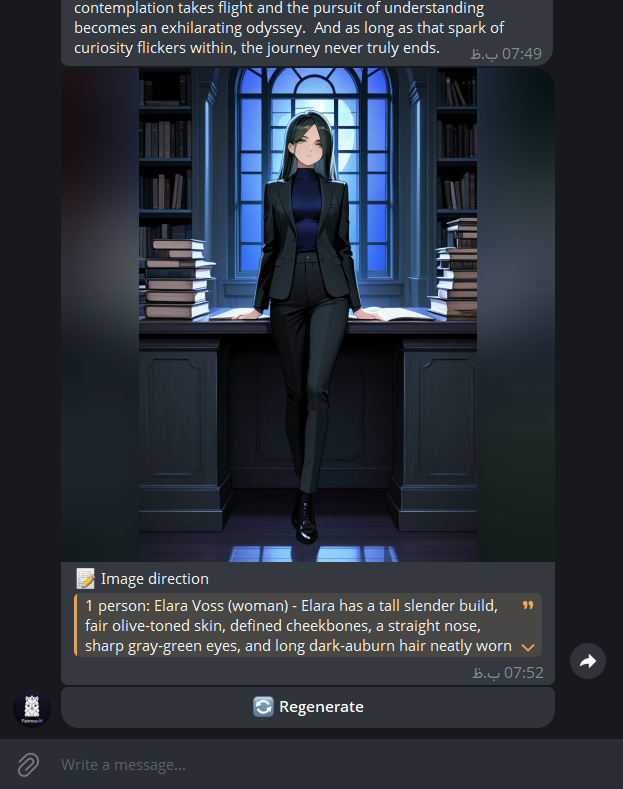 contemplation takes flight and the pursuit of understanding
becomes an exhilarating odyssey.  And as long as that spark of
curiosity flickers within, the journey never truly ends.
07:49 ب.ظ
Image direction
1 person: Elara Voss (woman) - Elara has a tall slender build,
fair olive-toned skin, defined cheekbones, a straight nose,
sharp gray-green eyes, and long dark-auburn hair neatly worn
07:52 ب.ظ
Regenerate
Write a message...